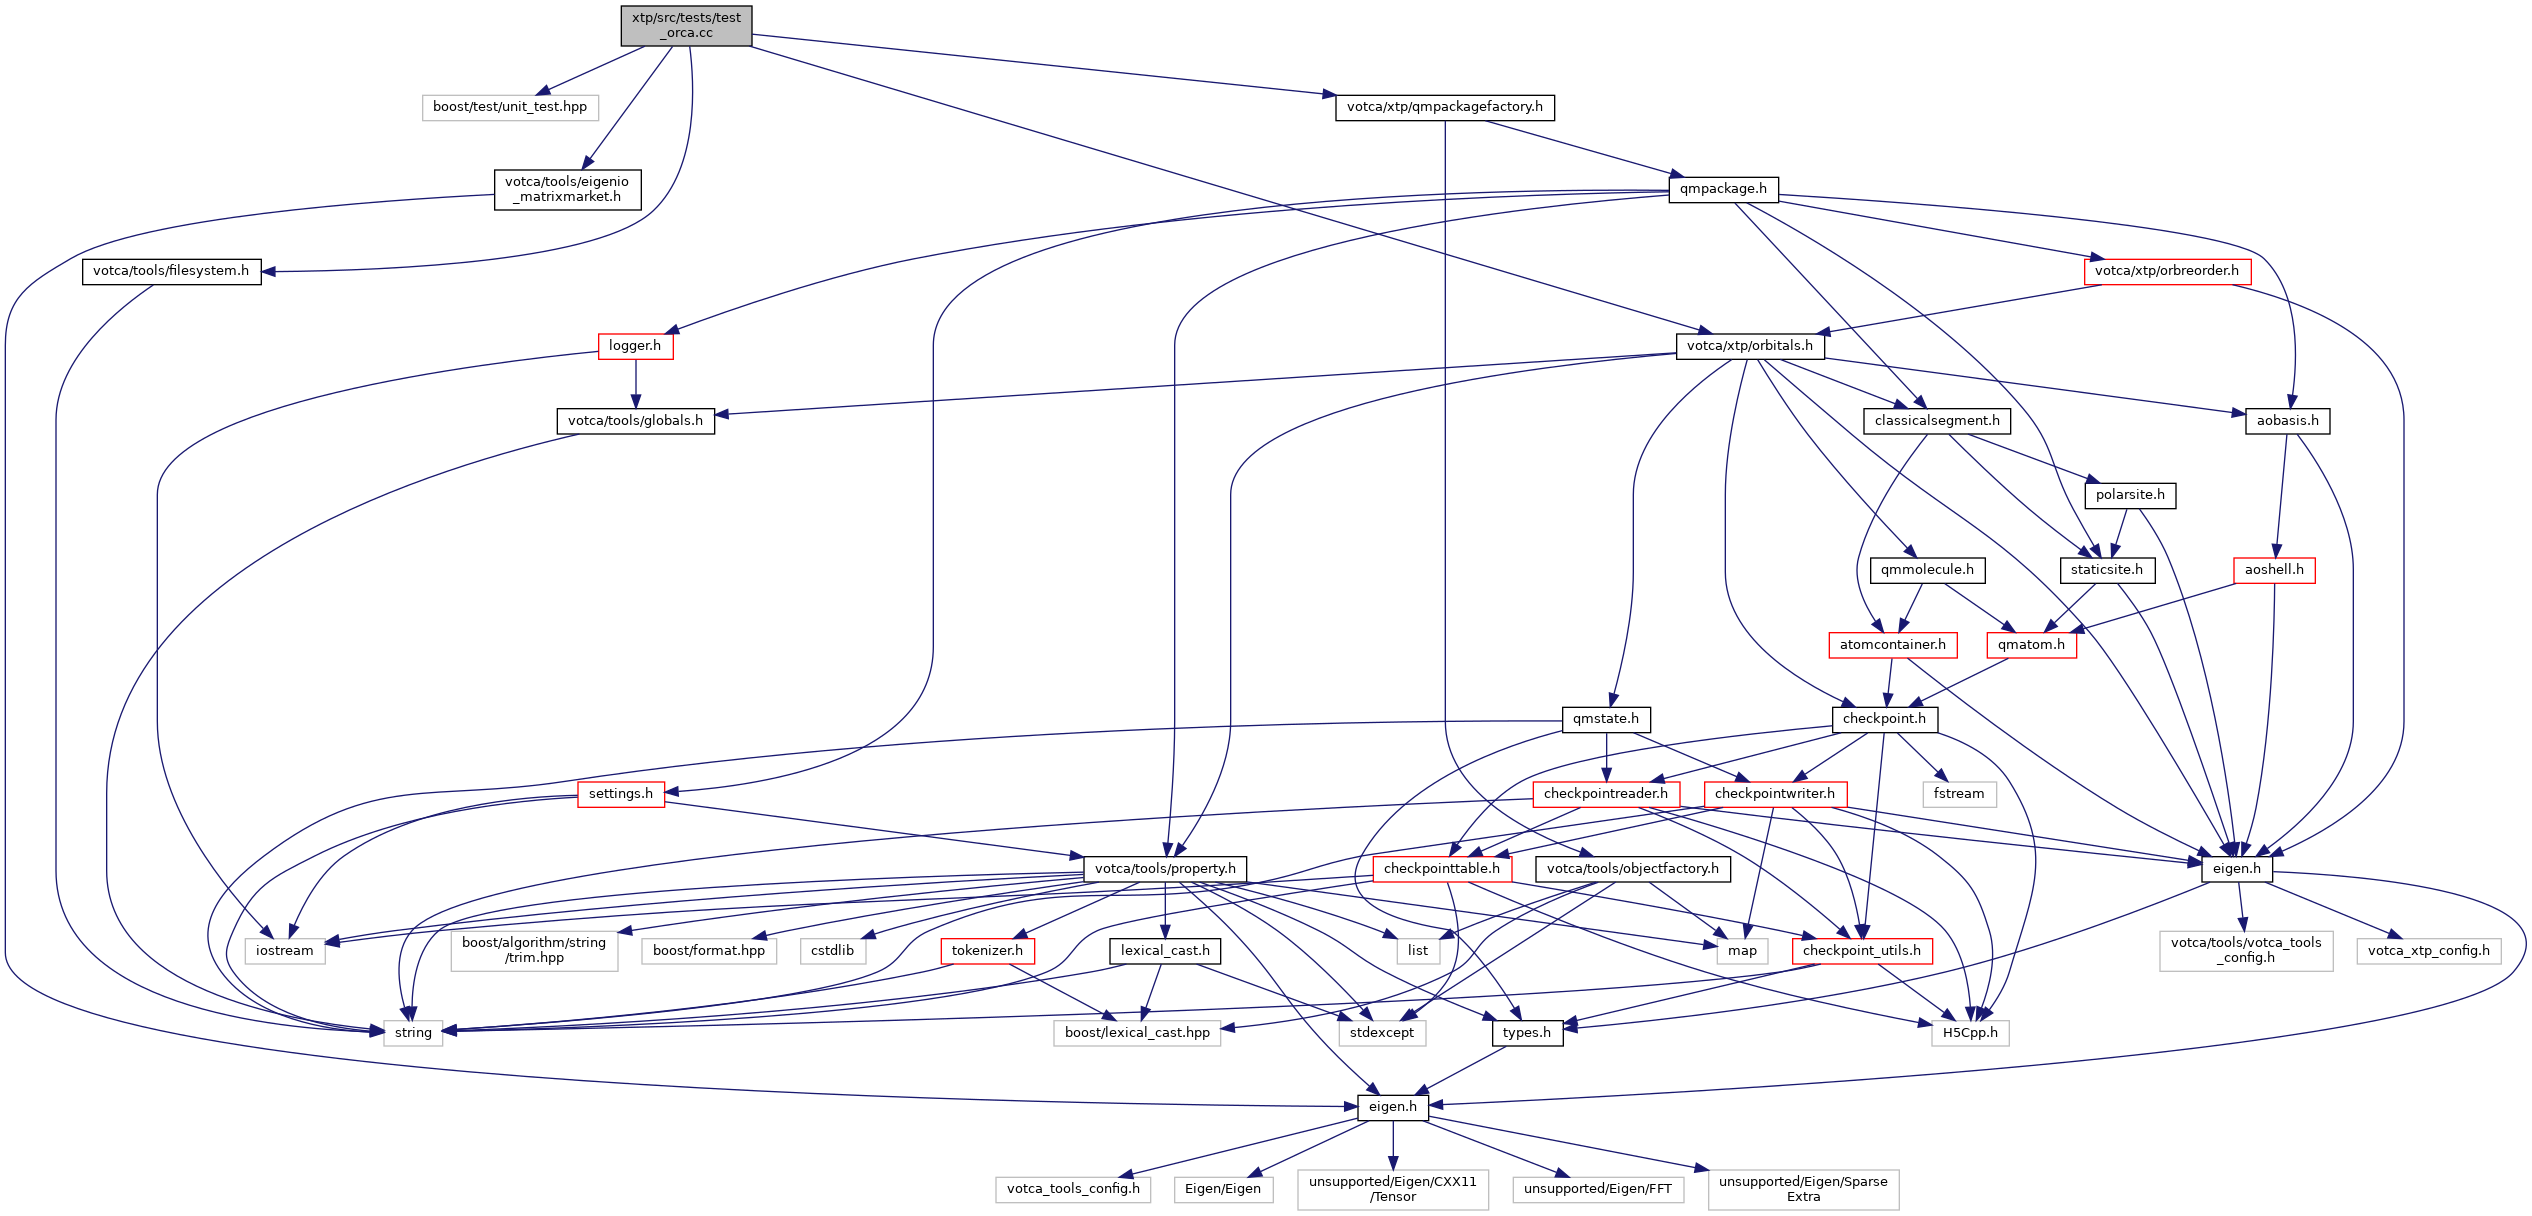 xtp/src/tests/test
_orca.cc
boost/test/unit_test.hpp
votca/xtp/qmpackagefactory.h
votca/tools/eigenio
_matrixmarket.h
qmpackage.h
votca/tools/filesystem.h
votca/xtp/orbreorder.h
logger.h
votca/xtp/orbitals.h
votca/tools/globals.h
classicalsegment.h
aobasis.h
polarsite.h
qmmolecule.h
staticsite.h
aoshell.h
atomcontainer.h
qmatom.h
qmstate.h
checkpoint.h
settings.h
checkpointreader.h
checkpointwriter.h
fstream
votca/tools/property.h
checkpointtable.h
votca/tools/objectfactory.h
eigen.h
iostream
boost/algorithm/string
/trim.hpp
boost/format.hpp
cstdlib
tokenizer.h
lexical_cast.h
list
map
checkpoint_utils.h
votca/tools/votca_tools
_config.h
votca_xtp_config.h
string
boost/lexical_cast.hpp
stdexcept
types.h
H5Cpp.h
eigen.h
votca_tools_config.h
Eigen/Eigen
unsupported/Eigen/CXX11
/Tensor
unsupported/Eigen/FFT
unsupported/Eigen/Sparse
Extra